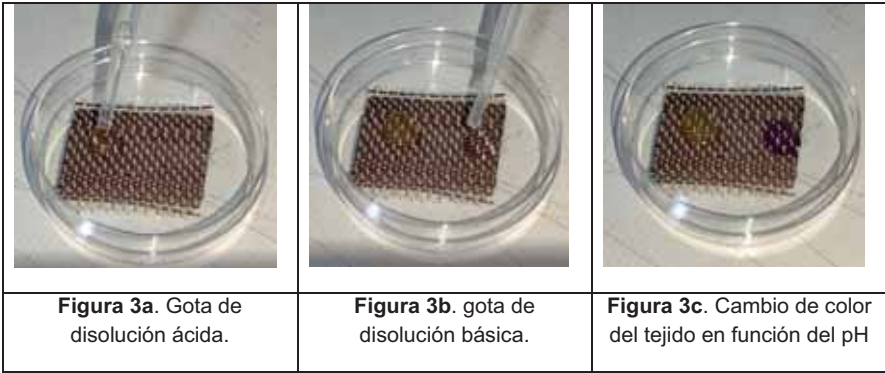 Figura 3a. Gota de
disolución ácida.
Figura 3b. gota de
disolución básica.
Figura 3c. Cambio de color
del tejido en función del pH